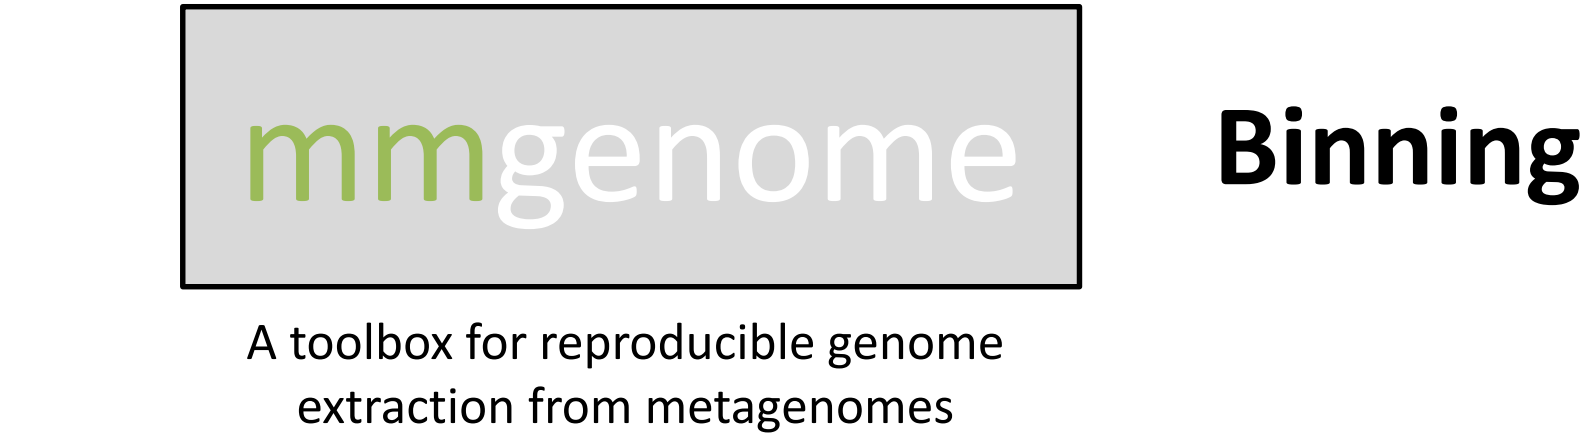 mmgenome
Binning
A toolbox for reproducible genome
extraction from metagenomes